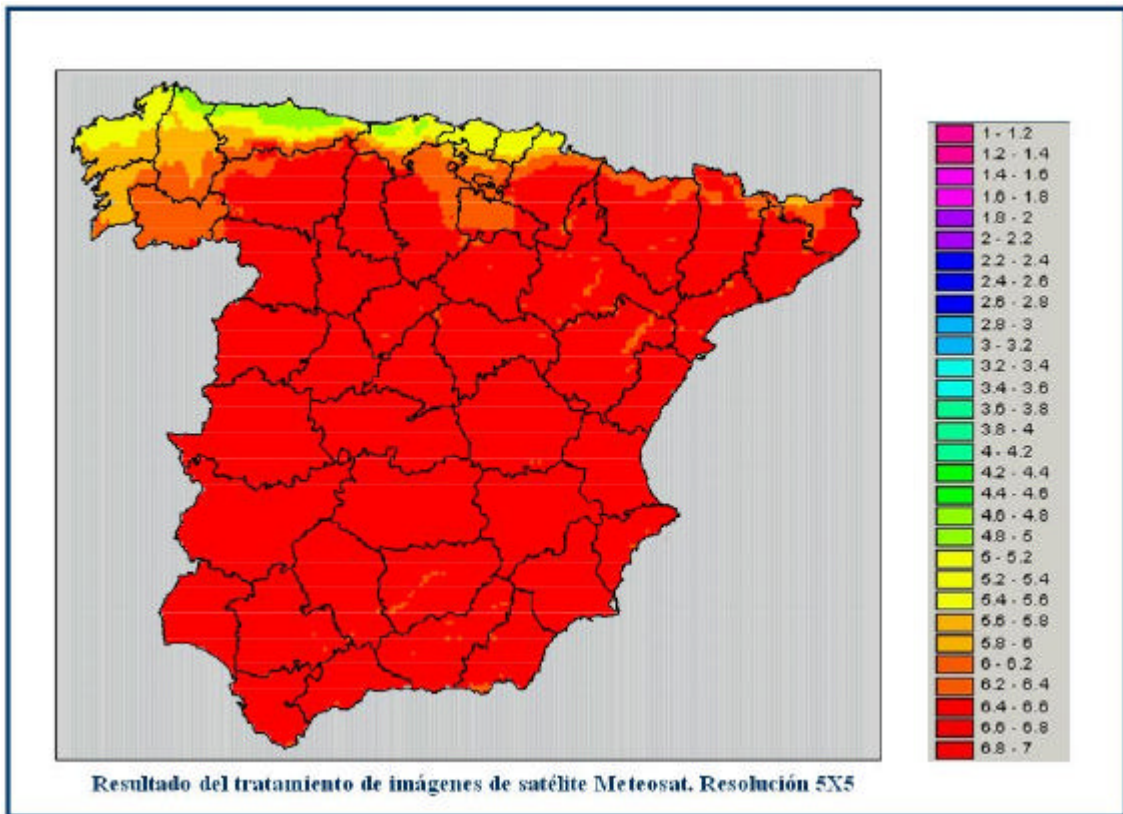 1 - 1.2
1.2 - 1.4
1.4 - 1.6
1.6 - 1.8
1.8 - 2
2 - 2.2
2.2 - 2.4
2.4 - 2.6
2.6 - 2.8
2.8 - 3
3 - 3.2
3.2 - 3.4
3.4 - 3.6
3.6 - 3.8
3.8 - 4
4 - 4.2
4.2 - 4.4
4.4 - 4.6
4.6 - 4.8
4.8 - 5
5 - 5.2
5.2 - 5.4
5.4 - 5.6
5.6 - 5.8
5.8 - 6
6 - 6.2
6.2 - 6.4
6.4 - 6.6
6.6 - 6.8
6.8 - 7
Resultado del tratamiento de imágenes de satélite Meteosat. Resolución 5X5